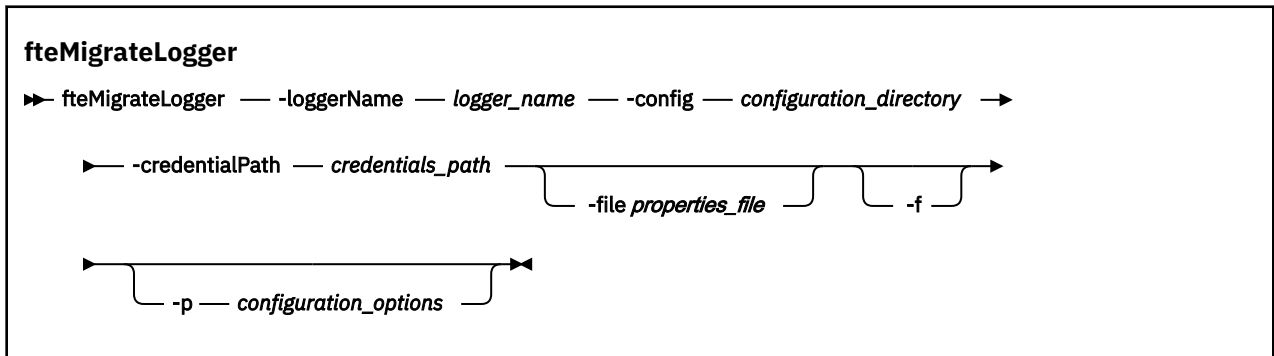 fteMigrateLogger
fteMigrateLogger -loggerName logger_name -config configuration_directory
-credentialPath credentials_path
-file properties_file -f
-p configuration_options